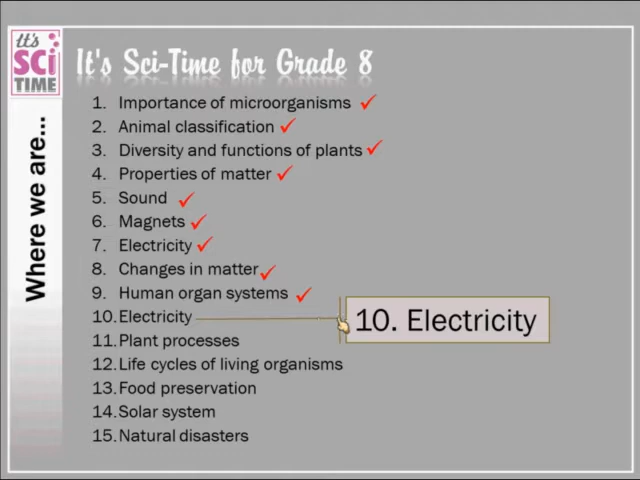 It's
SCi
TIME
It's Sci-Time for Grade 8
Where we are...
1. Importance of microorganisms
2. Animal classification
3. Diversity and functions of plants
4. Properties of matter
5. Sound
6. Magnets
7. Electricity
8. Changes in matter
9. Human organ systems
10. Electricity
10. Electricity
11. Plant processes
12. Life cycles of living organisms
13. Food preservation
14. Solar system
15. Natural disasters